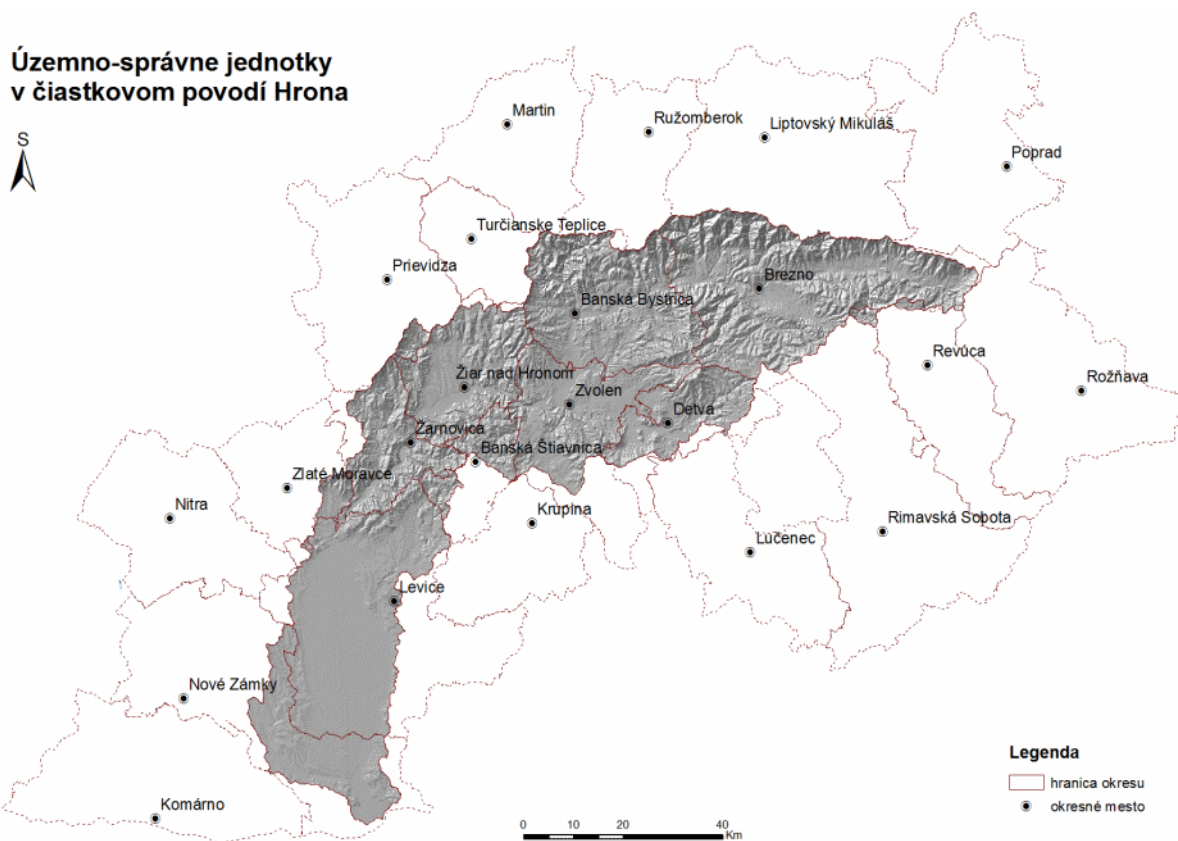 Územno-správne jednotky
v čiastkovom povodí Hrona
S
Martin
Ružomberok
Liptovský Mikuláš
Poprad
Turčianske Teplice
Prievidza
Brezno
Banská Bystrica
Revúca
Rožňava
Žiar nad Hronom
Zvolen
Detva
Žarnovica
Banská Štiavnica
Zlaté Moravce
Nitra
Krupina
Rimavská Sobota
Lučenec
Levice
Nové Zámky
Komárno
Legenda
hranica okresu
okresné mesto
0 10 20 40
Km